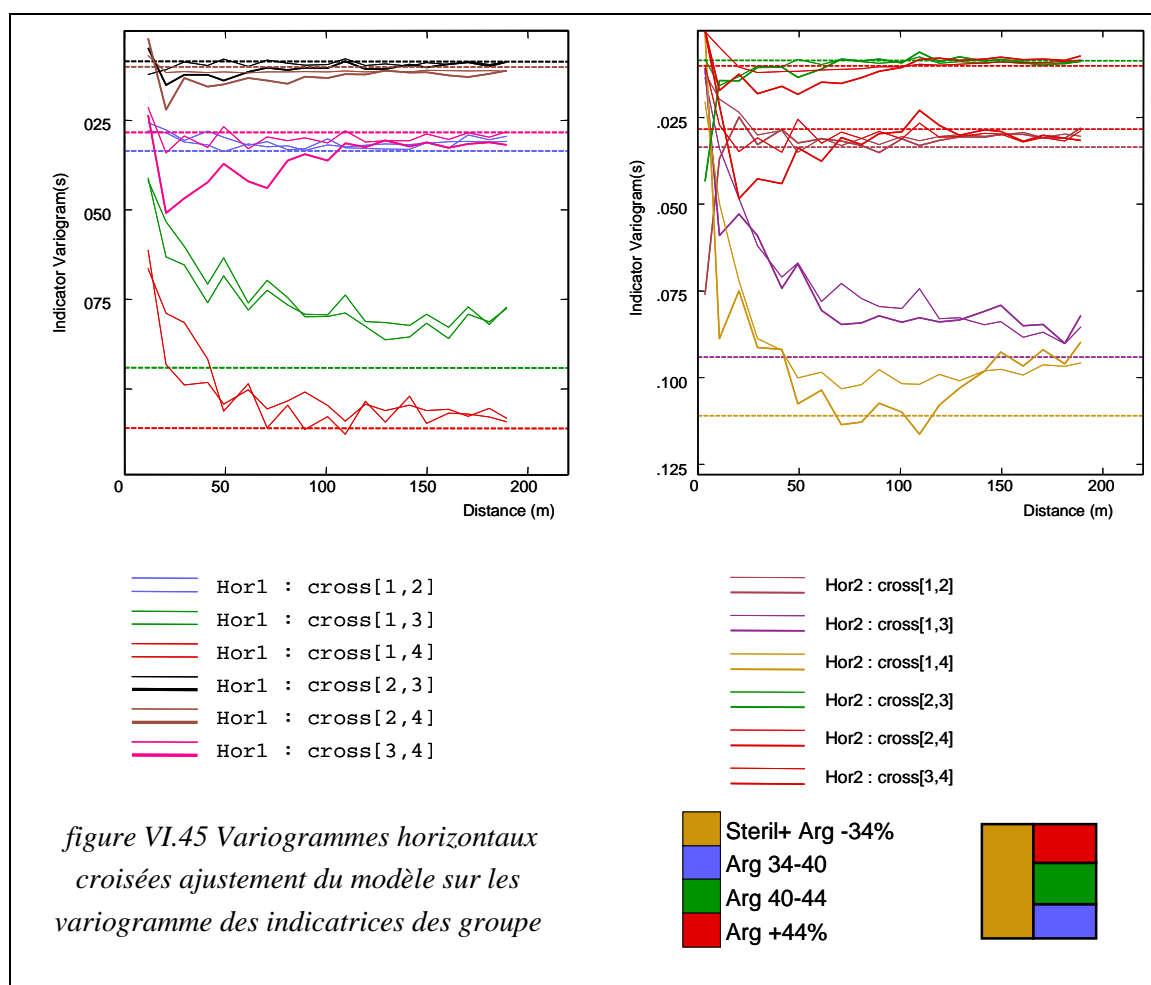 Indicator Variogram(s)
025
050
075
0
50
100
150
200
Distance (m)
Indicator Variogram(s)
.025
.050
.075
.100
.125
0
50
100
150
200
Distance (m)
Hor1 : cross[1,2]
Hor1 : cross[1,3]
Hor1 : cross[1,4]
Hor1 : cross[2,3]
Hor1 : cross[2,4]
Hor1 : cross[3,4]
Hor2 : cross[1,2]
Hor2 : cross[1,3]
Hor2 : cross[1,4]
Hor2 : cross[2,3]
Hor2 : cross[2,4]
Hor2 : cross[3,4]
figure VI.45 Variogrammes horizontaux
croisées ajustement du modèle sur les
variogramme des indicatrices des groupe
Steril+ Arg -34%
Arg 34-40
Arg 40-44
Arg +44%